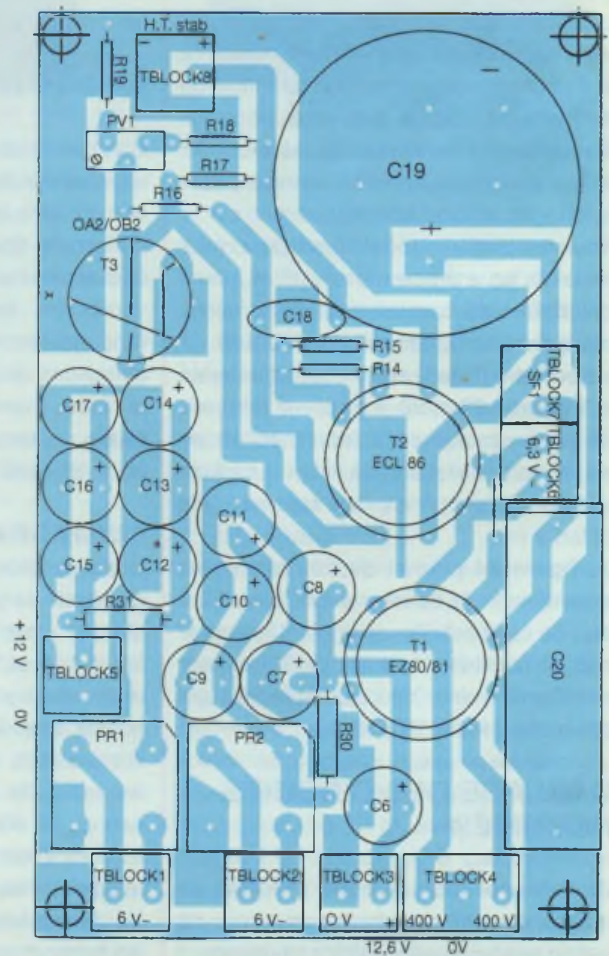 H.T. stab
− +
TBLOCK8
R19
PV1
R18
R17
R16
OA2/OB2
T3
x
C19
−
+
C18
R15
R14
TBLOCK7
SF1
TBLOCK6
6,3 V ~
C17 +
C14 +
T2
ECL 86
C16 +
C13 +
C11
+
C15 +
C12 * +
C10 +
C8 +
R31
T1
EZ80/81
C20
+ 12 V
0V
TBLOCK5
C9 +
C7 +
PR1
PR2
R30
C6 +
TBLOCK1
6 V~
TBLOCK2
6 V~
TBLOCK3
0 V +
TBLOCK4
400 V 400 V
12,6 V 0V